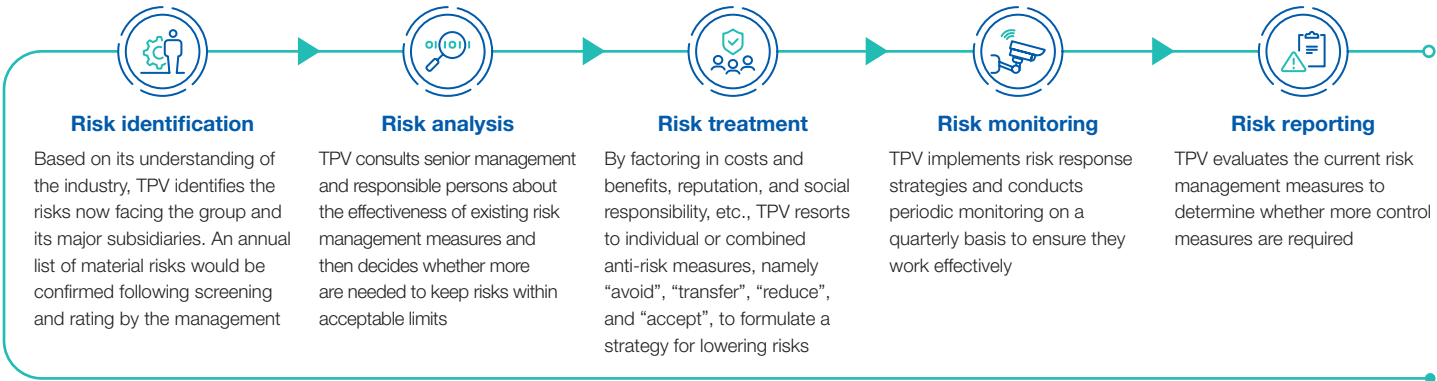 Risk identification
Based on its understanding of
the industry, TPV identifies the
risks now facing the group and
its major subsidiaries. An annual
list of material risks would be
confirmed following screening
and rating by the management
Risk analysis
TPV consults senior management
and responsible persons about
the effectiveness of existing risk
management measures and
then decides whether more
are needed to keep risks within
acceptable limits
Risk treatment
By factoring in costs and
benefits, reputation, and social
responsibility, etc., TPV resorts
to individual or combined
anti-risk measures, namely
“avoid”, “transfer”, “reduce”,
and “accept”, to formulate a
strategy for lowering risks
Risk monitoring
TPV implements risk response
strategies and conducts
periodic monitoring on a
quarterly basis to ensure they
work effectively
Risk reporting
TPV evaluates the current risk
management measures to
determine whether more control
measures are required